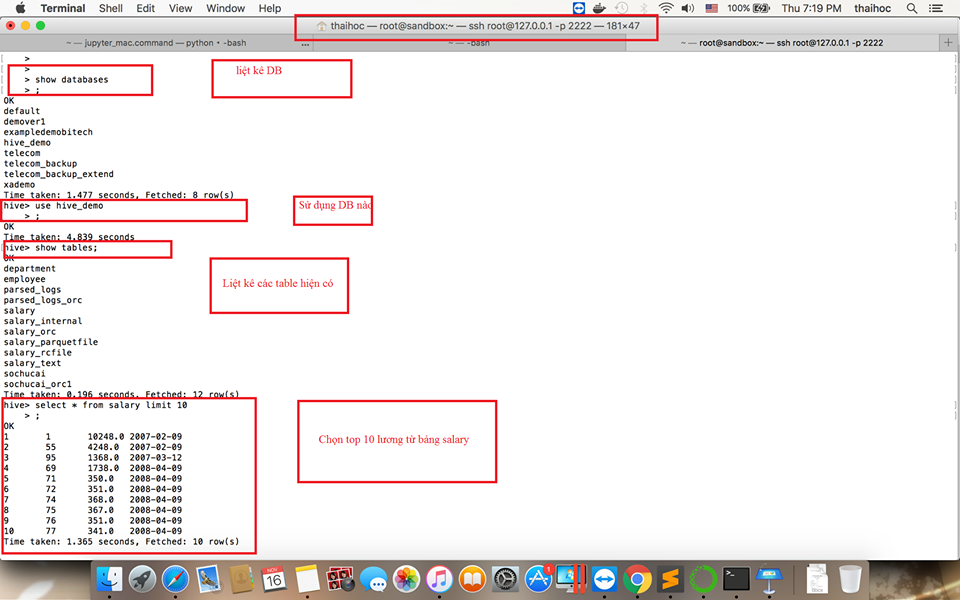 Terminal Shell Edit View Window Help 100% Thu 7:19 PM thaihoc
thaihoc — root@sandbox:~ — ssh root@127.0.0.1 -p 2222 — 181×47
~ — jupyter_mac.command — python • -bash ... ~ — -bash ~ — root@sandbox:~ — ssh root@127.0.0.1 -p 2222 +
>
>
> show databases
> ;
liệt kê DB
OK
default
demover1
exampledemobitech
hive_demo
telecom
telecom_backup
telecom_backup_extend
xademo
Time taken: 1.477 seconds, Fetched: 8 row(s)
hive> use hive_demo
> ;
Sử dụng DB nào
OK
Time taken: 4.839 seconds
hive> show tables;
OK
department
employee
parsed_logs
parsed_logs_orc
salary
salary_internal
salary_orc
salary_parquetfile
salary_rcfile
salary_text
sochucai
sochucai_orc1
Liệt kê các table hiện có
Time taken: 0.196 seconds, Fetched: 12 row(s)
hive> select * from salary limit 10
> ;
OK
1 1 10248.0 2007-02-09
2 55 4248.0 2007-02-09
3 95 1368.0 2007-03-12
4 69 1738.0 2008-04-09
5 71 350.0 2008-04-09
6 72 351.0 2008-04-09
7 74 368.0 2008-04-09
8 75 367.0 2008-04-09
9 76 351.0 2008-04-09
10 77 341.0 2008-04-09
Time taken: 1.365 seconds, Fetched: 10 row(s)
Chọn top 10 lương từ bảng salary
NOV
16
1